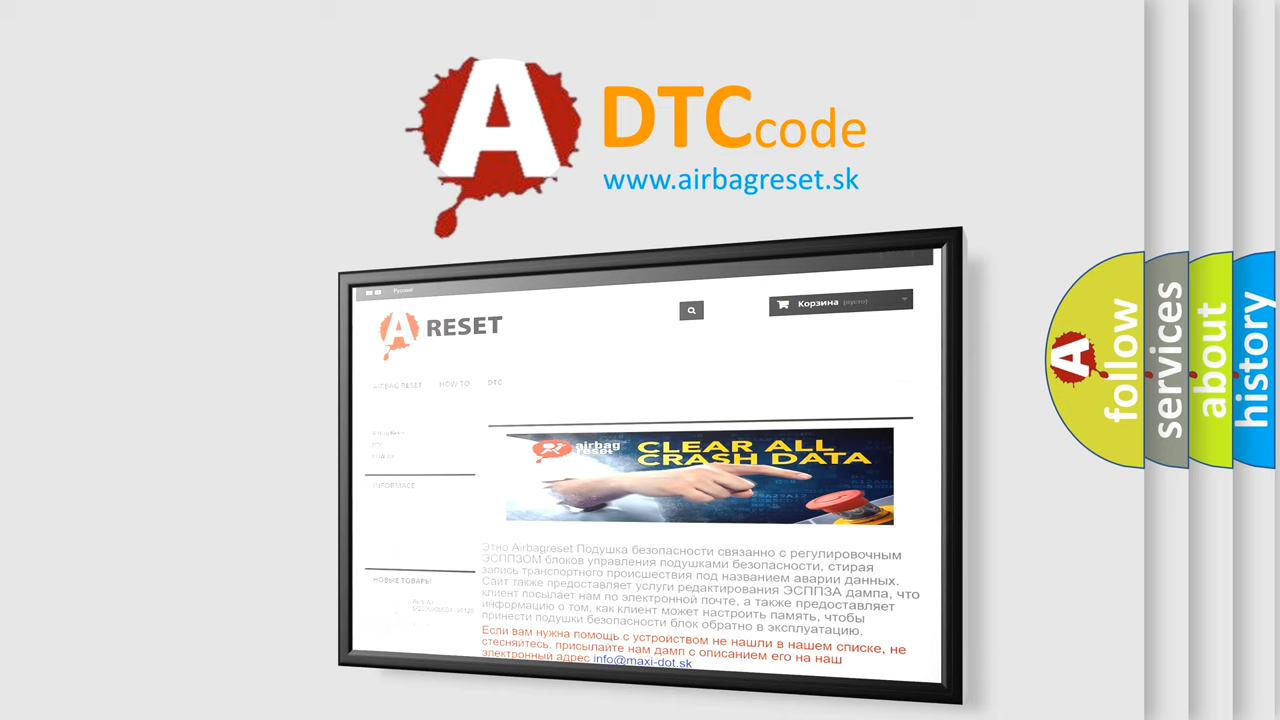 A
DTCcode
www.airbagreset.sk
Русский
Корзина (пусто)
A RESET
AIRBAG RESET HOW TO DTC
INFORMACE
НОВЫЕ ТОВАРЫ
airbag
reset
CLEAR ALL
CRASH DATA
Этно Airbagreset Подушка безопасности связанно с регулировочным
ЭСППЗОМ блоков управления подушками безопасности, стирая
запись транспортного происшествия под названием аварии данных.
Сайт также предоставляет услуги редактирования ЭСППЗА дампа, что
клиент посылает нам по электронной почте, а также предоставляет
информацию о том, как клиент может настроить память, чтобы
принести подушки безопасности блок обратно в эксплуатацию.
Если вам нужна помощь с устройством не нашли в нашем списке, не
стесняйтесь, присылайте нам дамп с описанием его на наш
электронный адрес info@maxi-dot.sk
A
follow
services
about
history